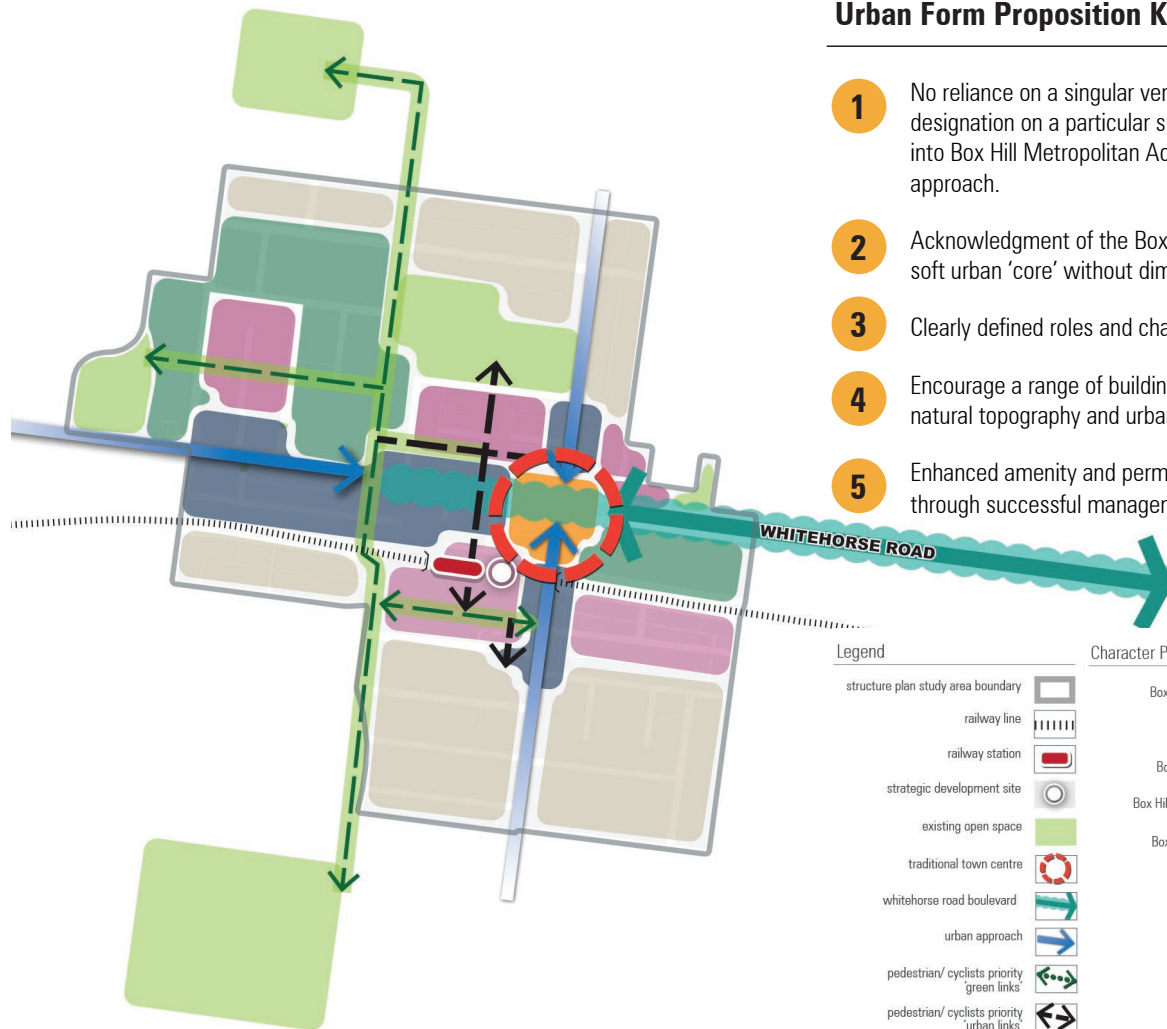 Urban Form Proposition K
1
No reliance on a singular ver
designation on a particular s
into Box Hill Metropolitan Ac
approach.
2
Acknowledgment of the Box
soft urban 'core' without dim
3
Clearly defined roles and cha
4
Encourage a range of buildin
natural topography and urba
5
Enhanced amenity and perm
through successful manager
WHITEHORSE ROAD
Legend
structure plan study area boundary
railway line
railway station
strategic development site
existing open space
traditional town centre
whitehorse road boulevard
urban approach
pedestrian/ cyclists priority
'green links'
pedestrian/ cyclists priority
'urban links'
Character P
Box
Bo
Box Hil
Box